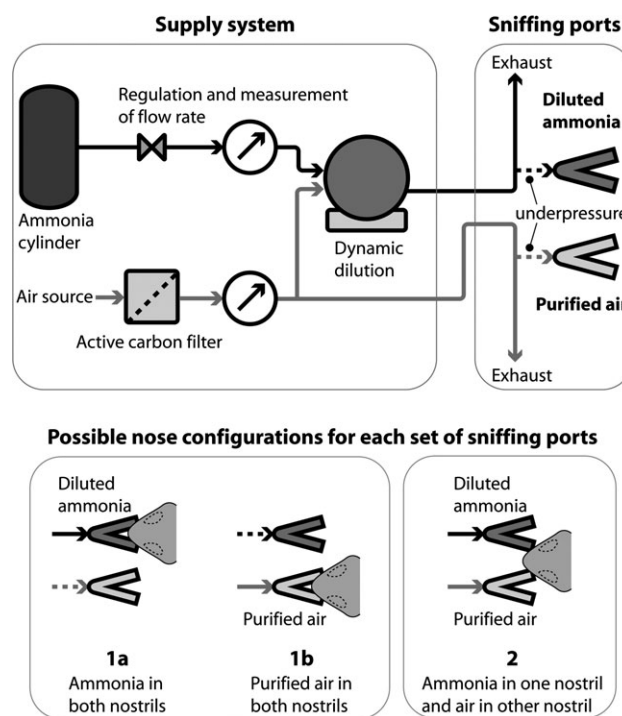 Supply system
Sniffing ports
Exhaust
Regulation and measurement
of flow rate
Diluted
ammonia
Ammonia
cylinder
underpressure
Dynamic
dilution
Air source
Active carbon filter
Purified air
Exhaust
Possible nose configurations for each set of sniffing ports
Diluted
ammonia
Purified air
Diluted
ammonia
Purified air
1a
Ammonia in
both nostrils
1b
Purified air in
both nostrils
2
Ammonia in one nostril
and air in other nostril